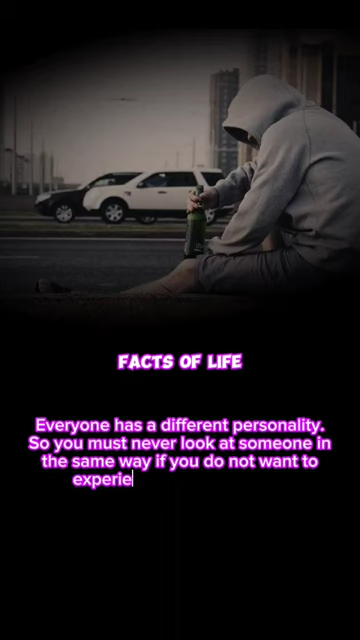 FACTS OF LIFE
Everyone has a different personality.
So you must never look at someone in
the same way if you do not want to
experie